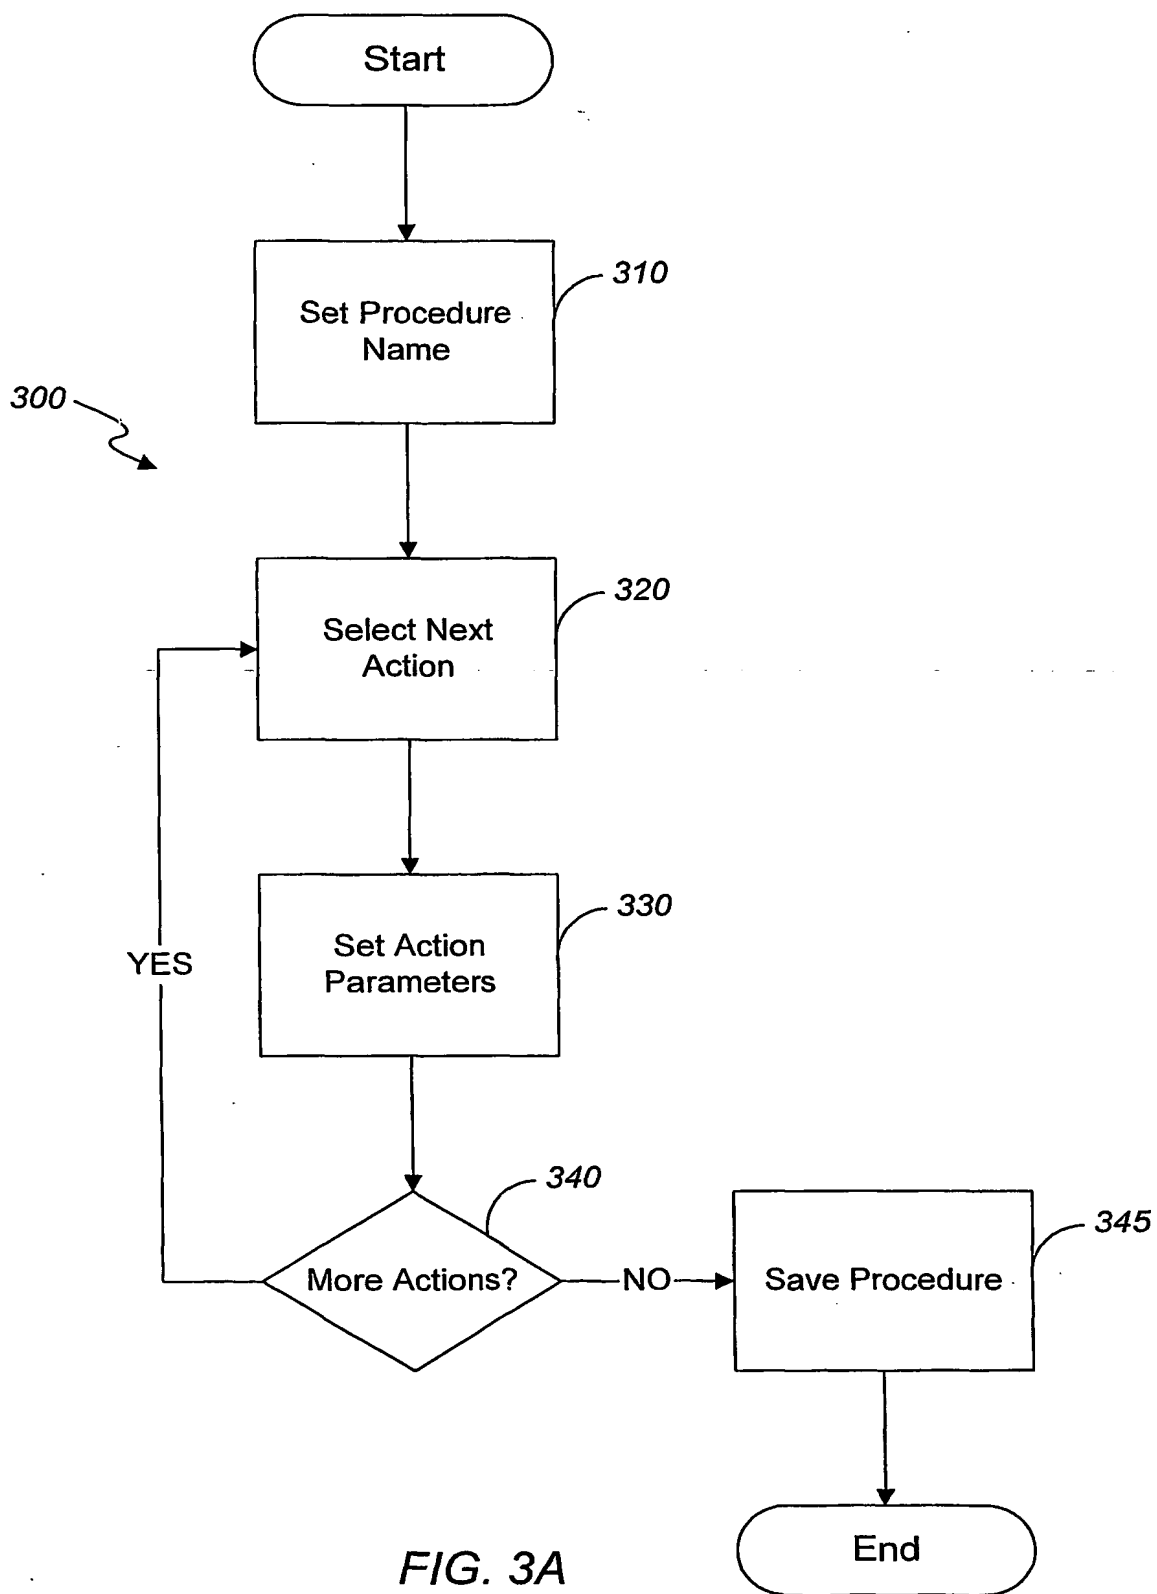 Start
310
Set Procedure
Name
300
320
Select Next
Action
330
Set Action
Parameters
YES
340
More Actions?
NO
345
Save Procedure
End
FIG. 3A